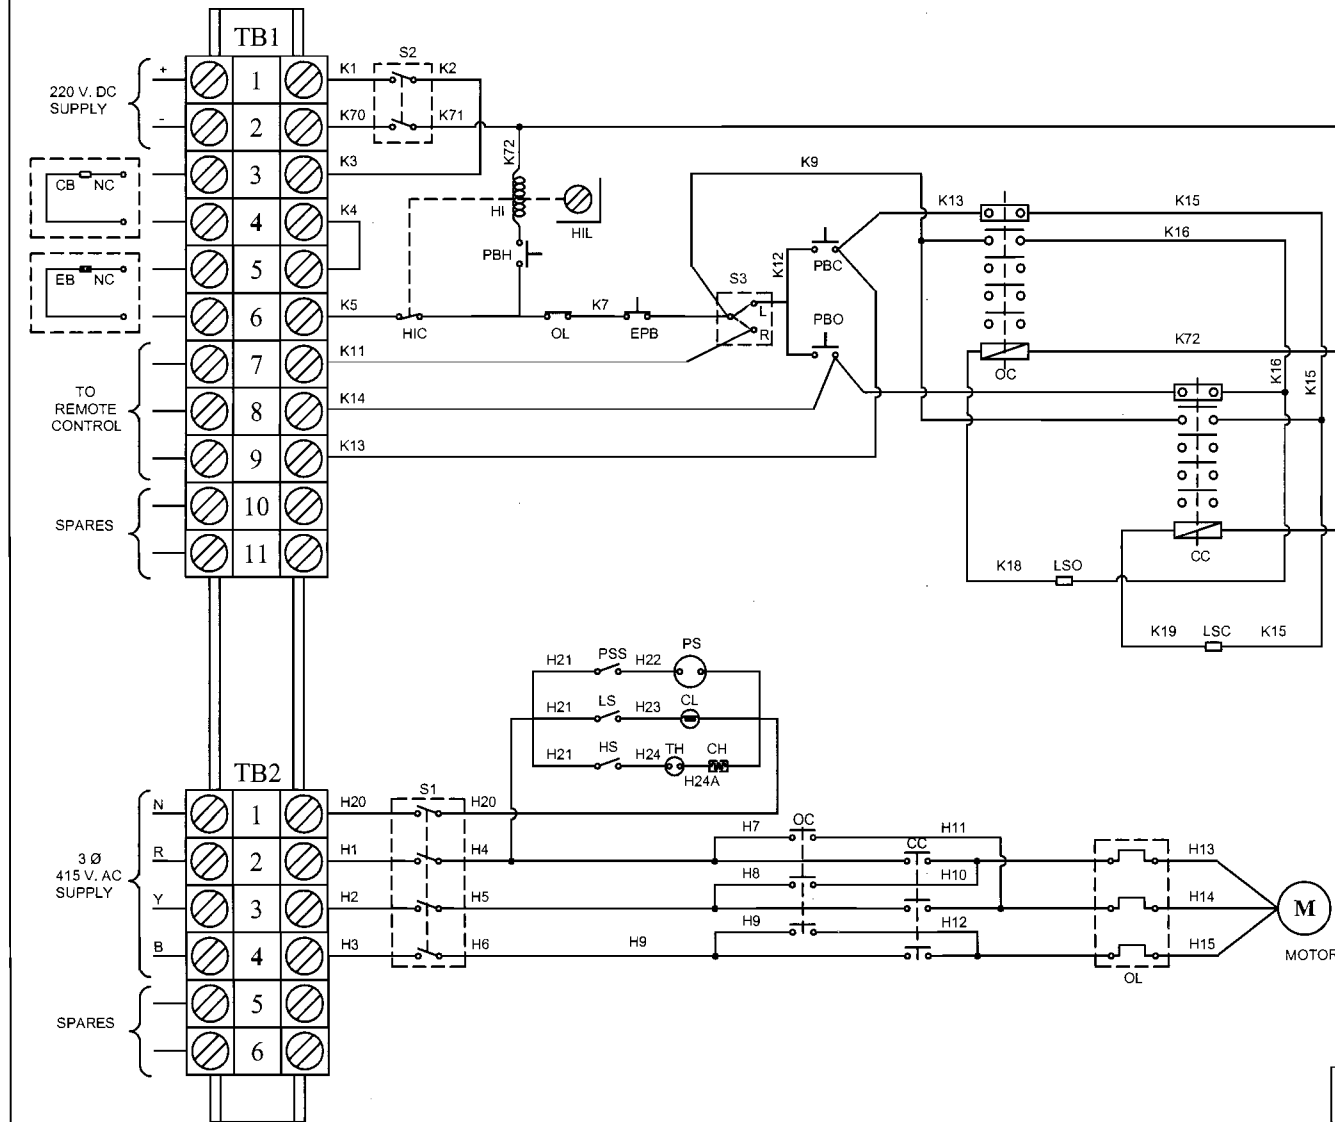 TB1
S2
+ 1 K1 K2
220 V. DC
SUPPLY
- 2 K70 K71
3 K3
CB NC
K72
K9
4 K4
HI
HIL
K13 K15
K16
5
EB NC
PBH
K12
PBC
S3
6 K5
HIC
OL
K7
EPB
L
R
PBO
7 K11
K72
OC
K16
K15
TO
REMOTE
CONTROL
8 K14
9 K13
10
SPARES
11
CC
K18 LSO
K19 LSC K15
H21 PSS H22 PS
H21 LS H23 CL
H21 HS H24 TH CH
H24A
TB2
S1
N 1 H20 H20
OC
H7 H11
3 Ø
415 V. AC
SUPPLY
R 2 H1 H4
CC
H13
H8 H10
Y 3 H2 H5
H14
M
H9 H12
B 4 H3 H6 H9
H15
MOTOR
OL
5
SPARES
6